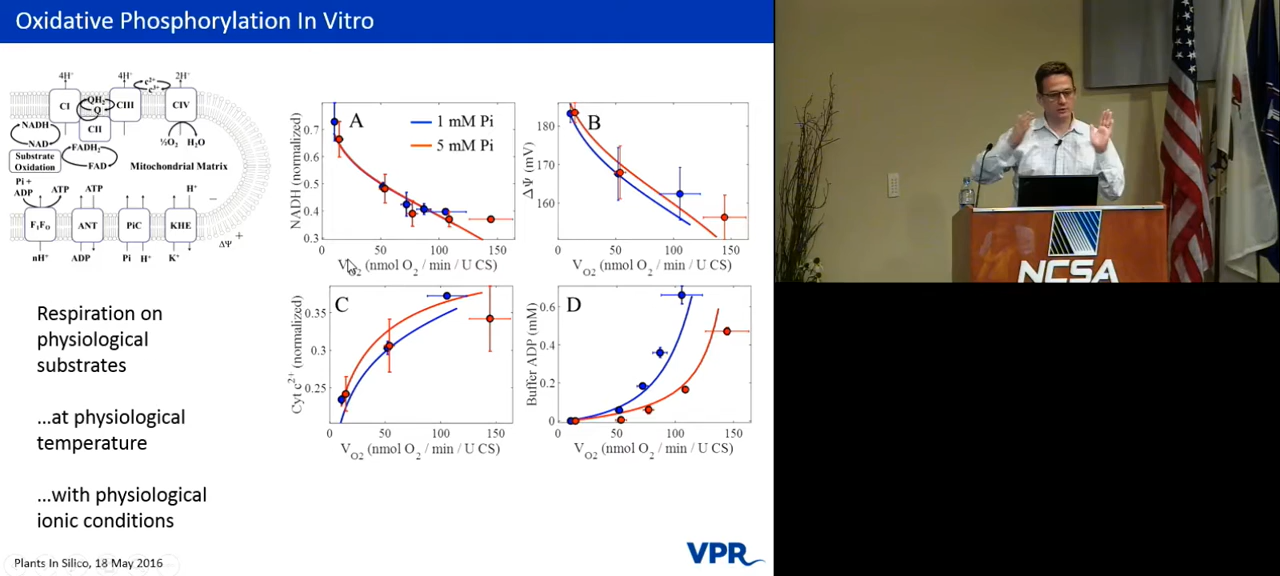 Oxidative Phosphorylation In Vitro
4H⁺ 4H⁺ c²⁺ c³⁺ 2H⁺
CI QH₂ Q CIII CIV
CII
NADH
NAD
FADH₂
FAD
½O₂ H₂O
Substrate
Oxidation
Mitochondrial Matrix
Pi +
ADP
ATP ATP H⁺
F₁F₀ ANT PiC KHE
nH⁺ ADP Pi H⁺ K⁺ ΔΨ
−
+
A
1 mM Pi
5 mM Pi
NADH (normalized)
0.7
0.5
0.4
0.3
0 50 100 150
V_O2 (nmol O₂ / min / U CS)
B
ΔΨ (mV)
180
170
160
0 50 100 150
V_O2 (nmol O₂ / min / U CS)
C
Cyt c²⁺ (normalized)
0.35
0.3
0.25
0 50 100 150
V_O2 (nmol O₂ / min / U CS)
D
Buffer ADP (mM)
0.6
0.4
0.2
0
0 50 100 150
V_O2 (nmol O₂ / min / U CS)
Respiration on
physiological
substrates
...at physiological
temperature
...with physiological
ionic conditions
Plants In Silico, 18 May 2016
VPR
NCSA